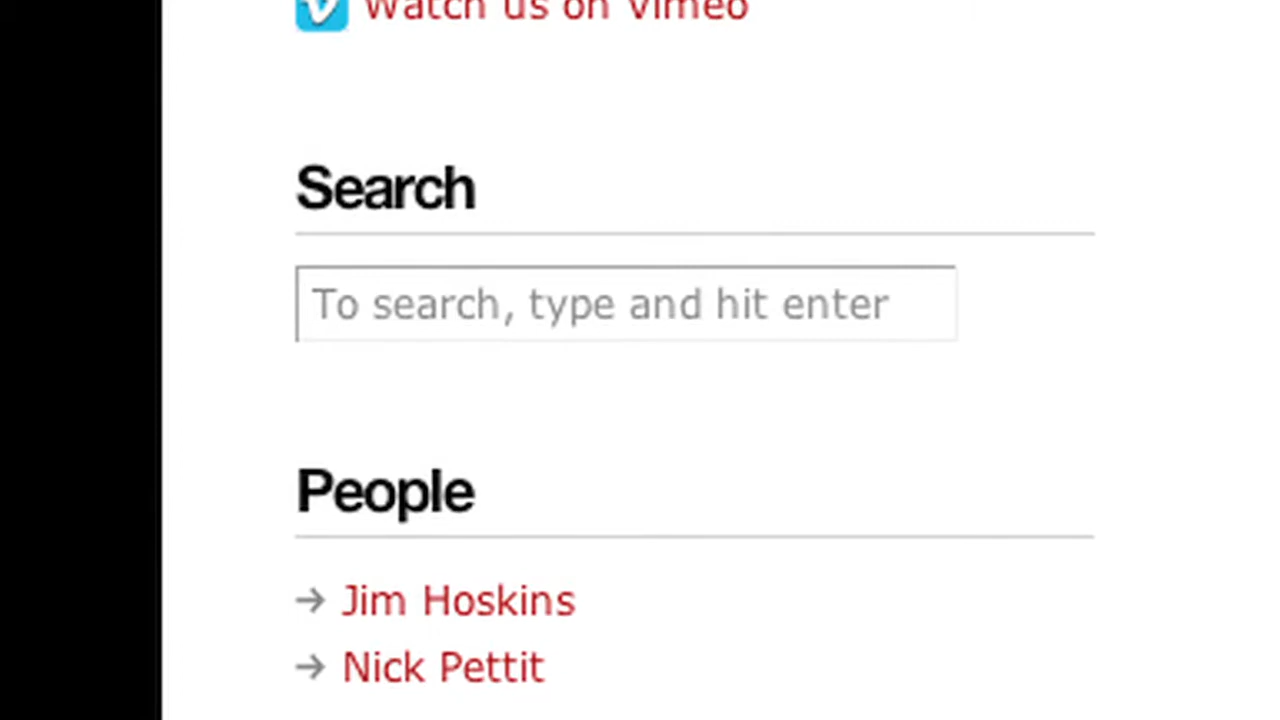 Watch us on Vimeo
Search
To search, type and hit enter
People
Jim Hoskins
Nick Pettit